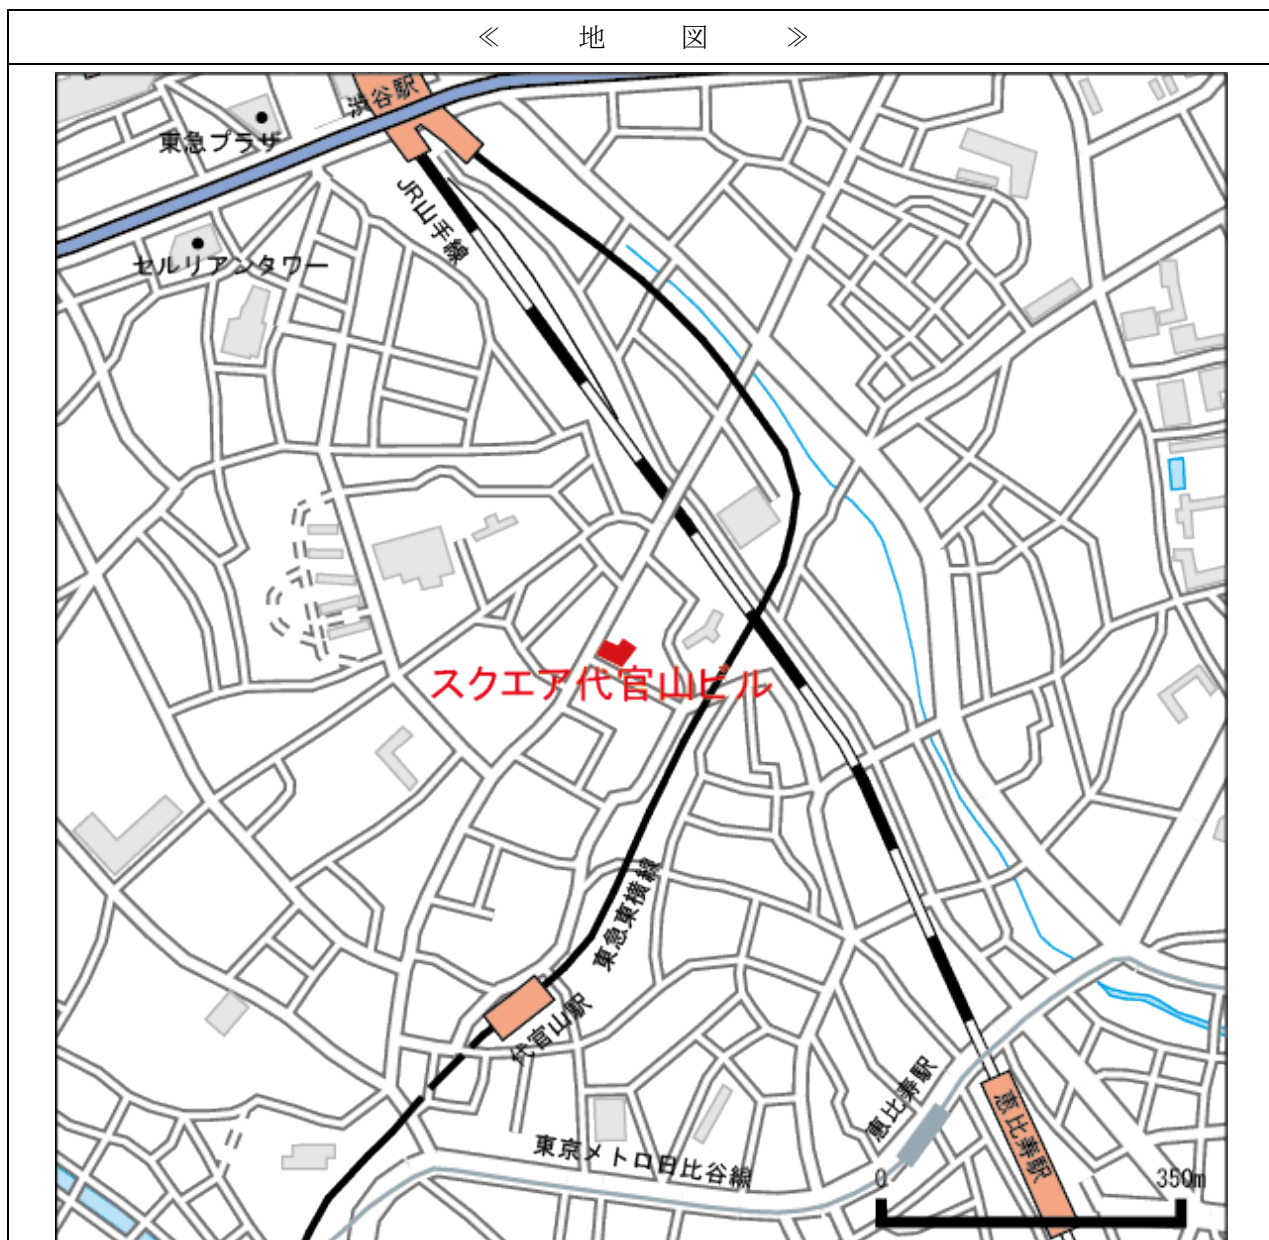 ≪ 地 図 ≫
渋谷駅
東急プラザ
JR山手線
セルリアンタワー
スクエア代官山ビル
東急東横線
代官山駅
恵比寿駅
恵比寿駅
東京メトロ日比谷線
0 350m